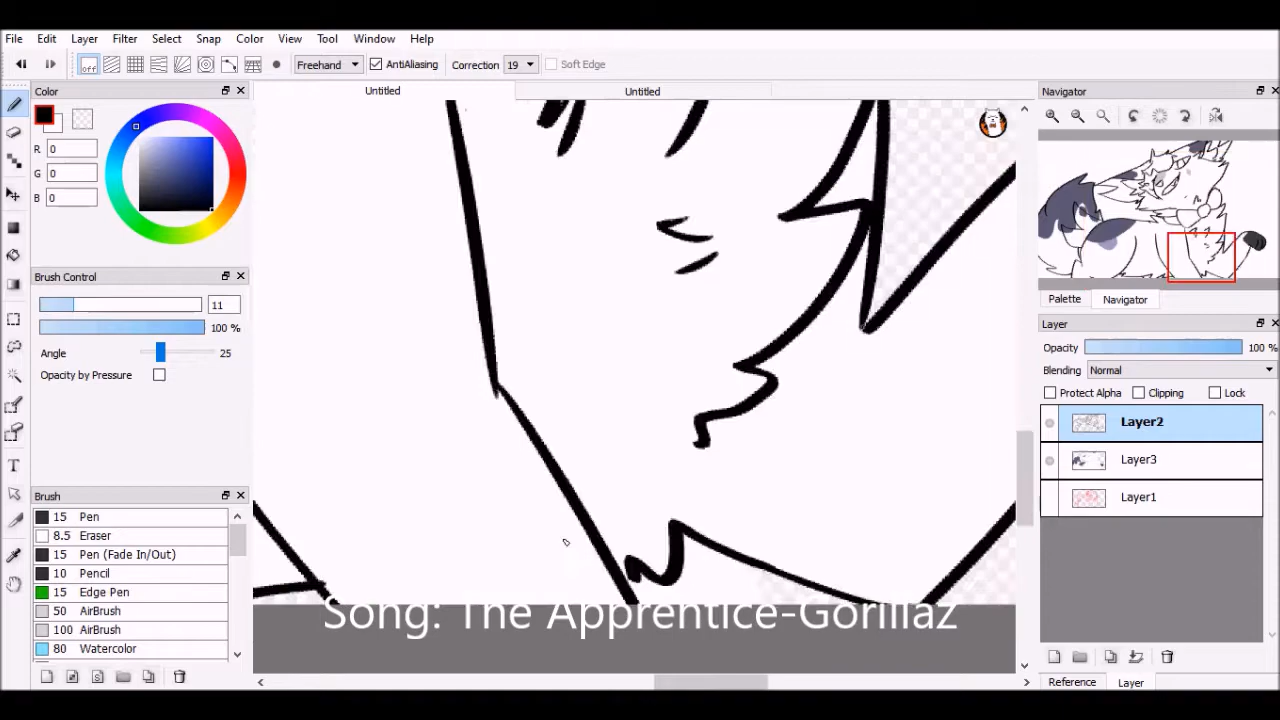 File Edit Layer Filter Select Snap Color View Tool Window Help
off Freehand AntiAliasing Correction 19 Soft Edge
Color
Untitled Untitled
Navigator
R 0
G 0
B 0
Brush Control
11
100 %
Angle 25
Opacity by Pressure
Palette Navigator
Layer
Opacity 100 %
Blending Normal
Protect Alpha Clipping Lock
Layer2
Layer3
Layer1
Brush
15 Pen
8.5 Eraser
15 Pen (Fade In/Out)
10 Pencil
15 Edge Pen
50 AirBrush
100 AirBrush
80 Watercolor
Song: The Apprentice-Gorillaz
Reference Layer